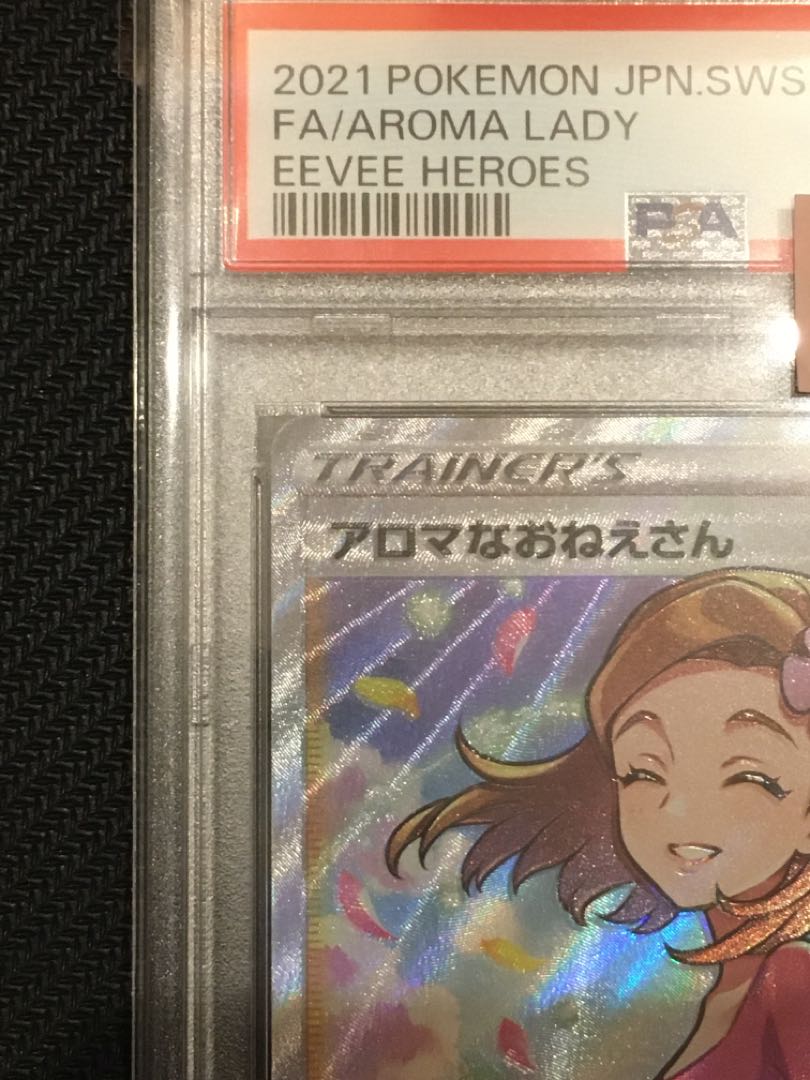 2021 POKEMON JPN.SWS
FA/AROMA LADY
EEVEE HEROES
PSA
TRAINER'S
アロマなおねえさん